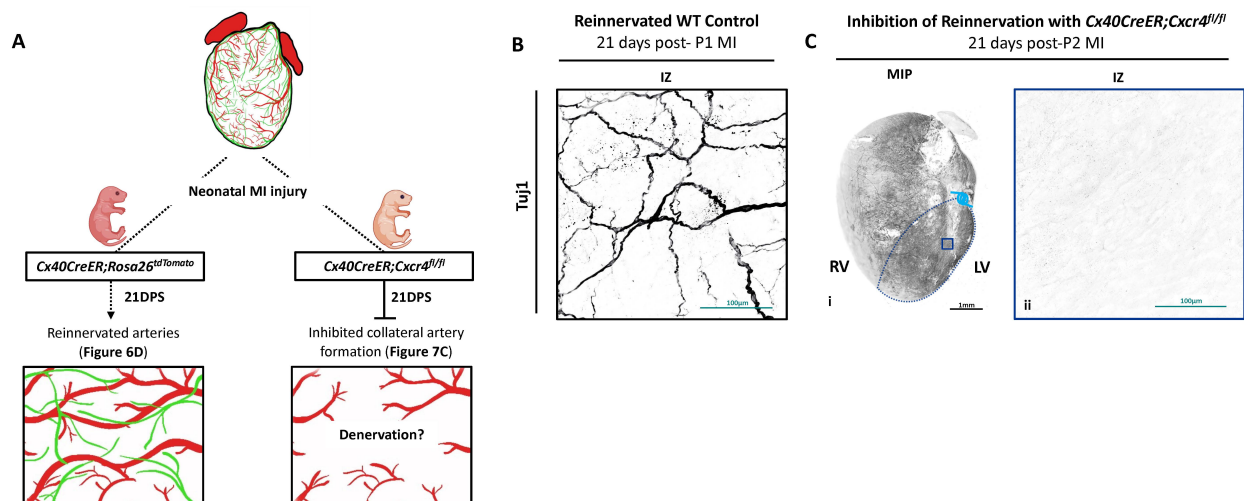 A
Neonatal MI injury
Cx40CreER;Rosa26tdTomato
Cx40CreER;Cxcr4fl/fl
21DPS
21DPS
Reinnervated arteries
(Figure 6D)
Inhibited collateral artery
formation (Figure 7C)
Denervation?
B
Reinnervated WT Control
21 days post- P1 MI
IZ
Tuj1
100µm
C
Inhibition of Reinnervation with Cx40CreER;Cxcr4fl/fl
21 days post-P2 MI
MIP
IZ
RV
LV
i
1mm
ii
100µm